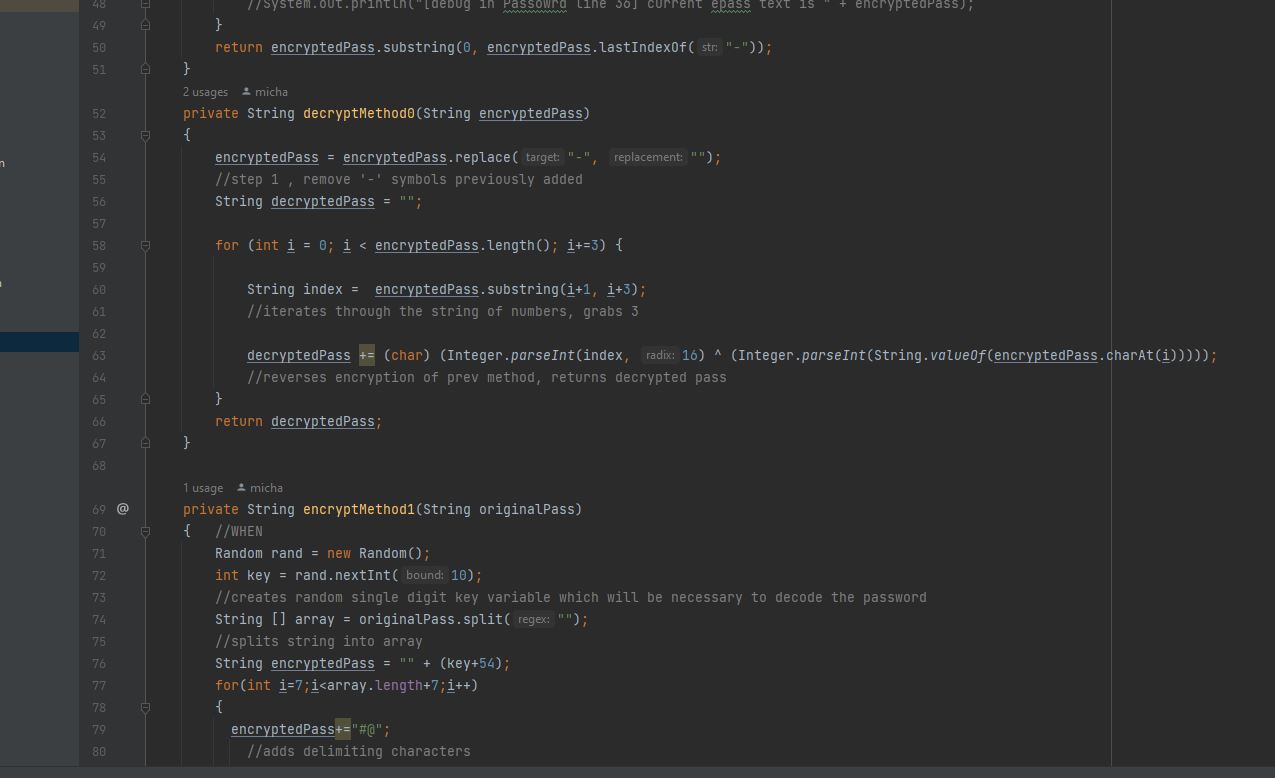 48 //System.out.println("[debug in Passowrd line 36] current epass text is " + encryptedPass);
49 }
50 return encryptedPass.substring(0, encryptedPass.lastIndexOf( str: "-"));
51 }
2 usages micha
52 private String decryptMethod0(String encryptedPass)
53 {
54 encryptedPass = encryptedPass.replace( target: "-", replacement: "");
55 //step 1 , remove '-' symbols previously added
56 String decryptedPass = "";
57
58 for (int i = 0; i < encryptedPass.length(); i+=3) {
59
60 String index =  encryptedPass.substring(i+1, i+3);
61 //iterates through the string of numbers, grabs 3
62
63 decryptedPass += (char) (Integer.parseInt(index, radix: 16) ^ (Integer.parseInt(String.valueOf(encryptedPass.charAt(i)))));
64 //reverses encryption of prev method, returns decrypted pass
65 }
66 return decryptedPass;
67 }
68
1 usage micha
69 @ private String encryptMethod1(String originalPass)
70 { //WHEN
71 Random rand = new Random();
72 int key = rand.nextInt( bound: 10);
73 //creates random single digit key variable which will be necessary to decode the password
74 String [] array = originalPass.split( regex: "");
75 //splits string into array
76 String encryptedPass = "" + (key+54);
77 for(int i=7;i<array.length+7;i++)
78 {
79 encryptedPass+="#@";
80 //adds delimiting characters